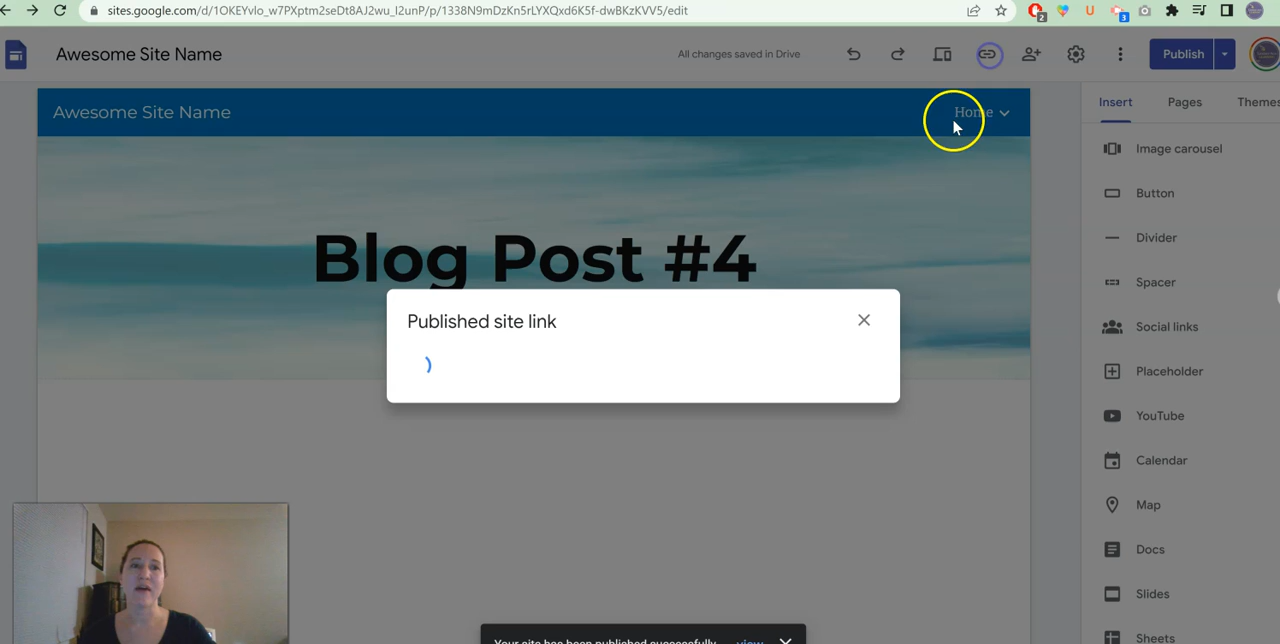 sites.google.com/d/1OKEYvlo_w7PXptm2seDt8AJ2wu_l2unP/p/1338N9mDzKn5rLYXQxd6K5f-dwBKzKVV5/edit
2
U
3
Awesome Site Name
All changes saved in Drive
Publish
Awesome Site Name
Home
Insert
Pages
Themes
Image carousel
Button
Divider
Spacer
Blog Post #4
Published site link
Social links
Placeholder
YouTube
Calendar
Map
Docs
Slides
Sheets
Your site has been published successfully. view